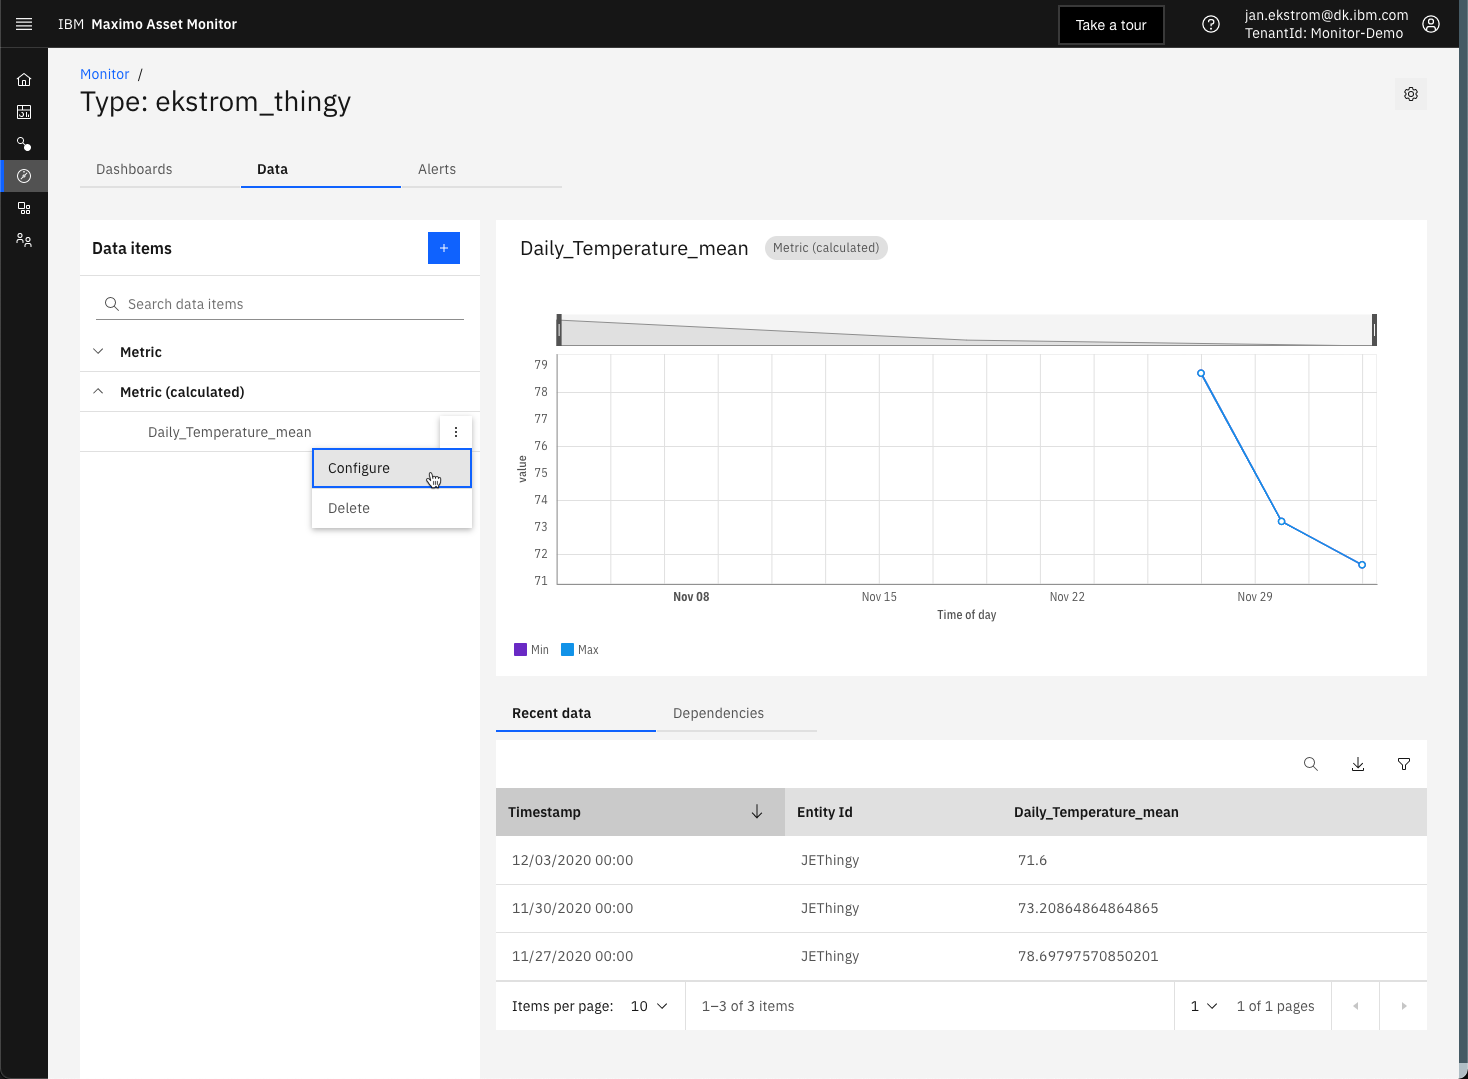 IBM Maximo Asset Monitor
Take a tour
jan.ekstrom@dk.ibm.com
TenantId: Monitor-Demo
Monitor /
Type: ekstrom_thingy
Dashboards
Data
Alerts
Data items
+
Search data items
Metric
Metric (calculated)
Daily_Temperature_mean
Configure
Delete
Daily_Temperature_mean
Metric (calculated)
79
78
77
76
75
74
73
72
71
value
Nov 08
Nov 15
Nov 22
Nov 29
Time of day
Min
Max
Recent data
Dependencies
Timestamp
Entity Id
Daily_Temperature_mean
12/03/2020 00:00
JEThingy
71.6
11/30/2020 00:00
JEThingy
73.20864864864865
11/27/2020 00:00
JEThingy
78.69797570850201
Items per page: 10
1–3 of 3 items
1
1 of 1 pages